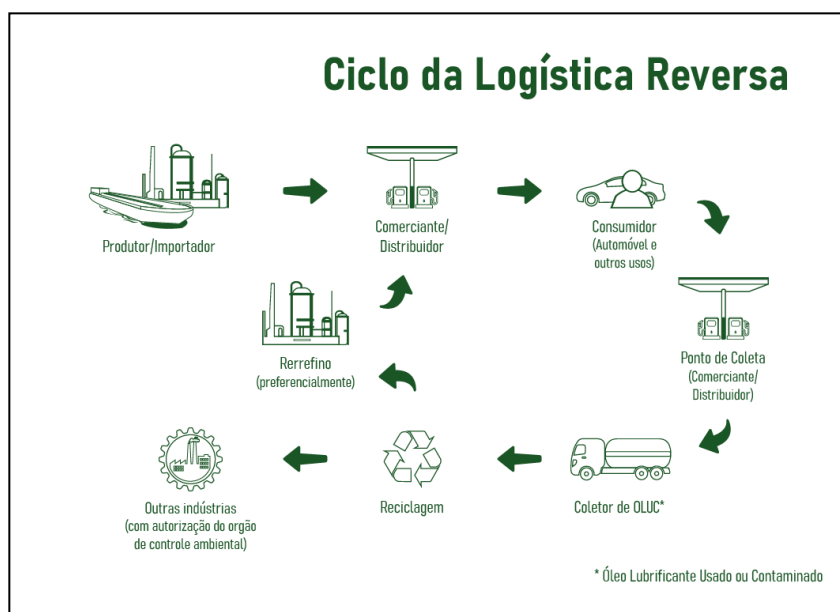 Ciclo da Logística Reversa
Produtor/Importador
Comerciante/
Distribuidor
Consumidor
(Automóvel e
outros usos)
Ponto de Coleta
(Comerciante/
Distribuidor)
Rerrefino
(preferencialmente)
Outras indústrias
(com autorização do orgão
de controle ambiental)
Reciclagem
Coletor de OLUC*
* Óleo Lubrificante Usado ou Contaminado